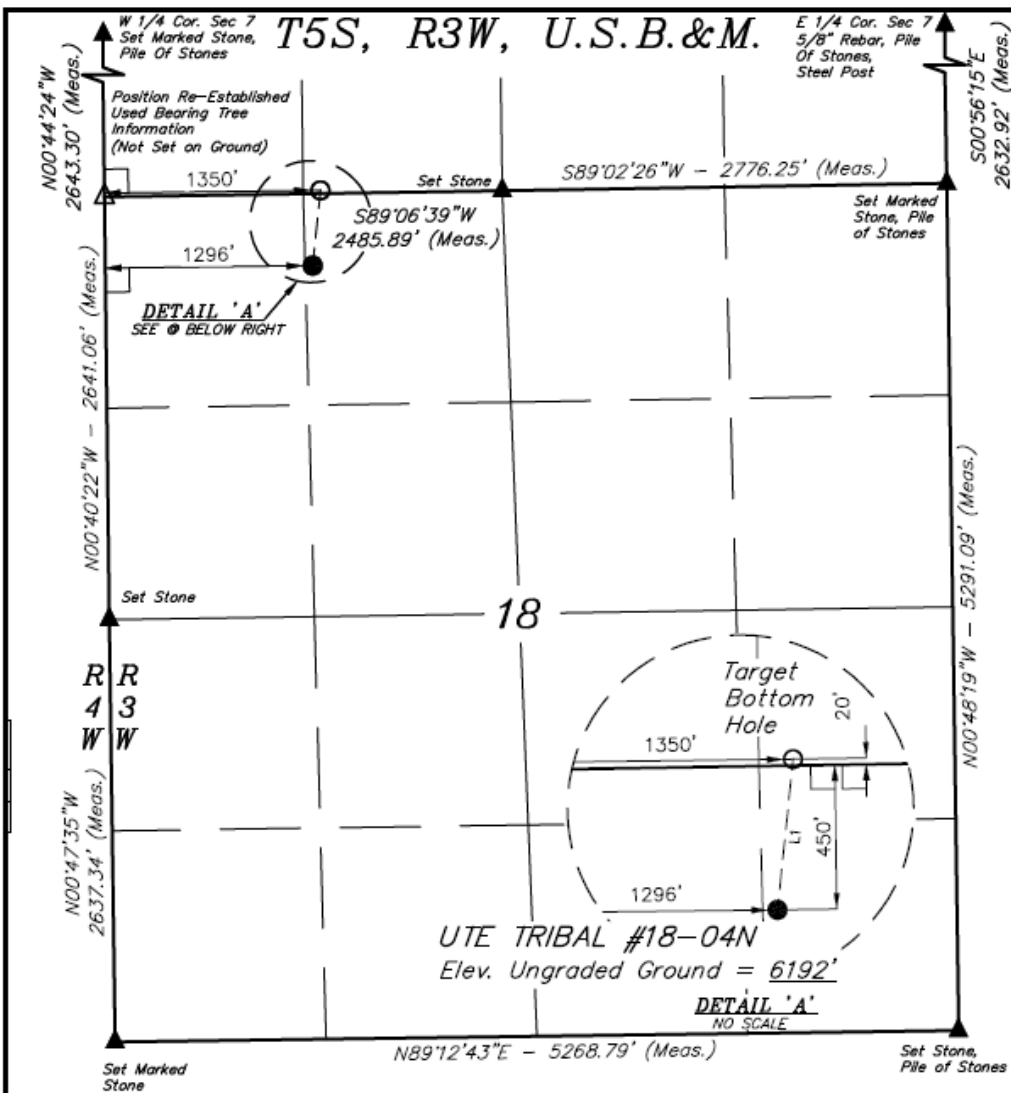 T5S, R3W, U.S.B.&M.
W 1/4 Cor. Sec 7
Set Marked Stone,
Pile Of Stones
E 1/4 Cor. Sec 7
5/8" Rebar, Pile
Of Stones,
Steel Post
N00°44'24"W
2643.30' (Meas.)
S00°56'15"E
2632.92' (Meas.)
Position Re-Established
Used Bearing Tree
Information
(Not Set on Ground)
1350'
Set Stone
S89°02'26"W - 2776.25' (Meas.)
S89°06'39"W
2485.89' (Meas.)
Set Marked
Stone, Pile
of Stones
1296'
DETAIL 'A'
SEE @ BELOW RIGHT
N00°40'22"W - 2641.06' (Meas.)
Set Stone
18
R R
4 3
W W
Target
Bottom
Hole
20'
1350'
L1
450'
1296'
N00°48'19"W - 5291.09' (Meas.)
N00°47'35"W
2637.34' (Meas.)
UTE TRIBAL #18-04N
Elev. Ungraded Ground = 6192'
DETAIL 'A'
NO SCALE
N89°12'43"E - 5268.79' (Meas.)
Set Marked
Stone
Set Stone,
Pile of Stones